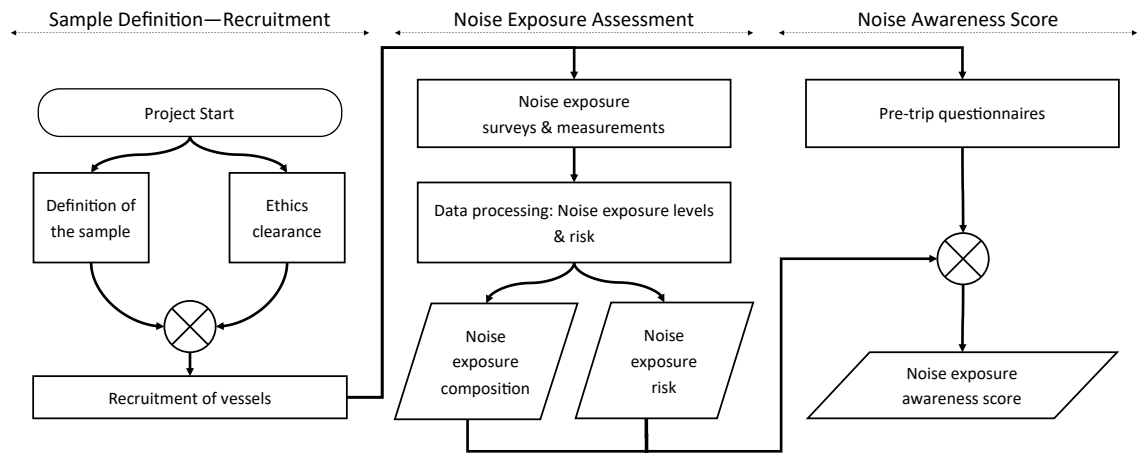 Sample Definition—Recruitment
Project Start
Definition of
the sample
Ethics
clearance
Recruitment of vessels
Noise Exposure Assessment
Noise exposure
surveys & measurements
Data processing: Noise exposure levels
& risk
Noise
exposure
composition
Noise
exposure
risk
Noise Awareness Score
Pre-trip questionnaires
Noise exposure
awareness score